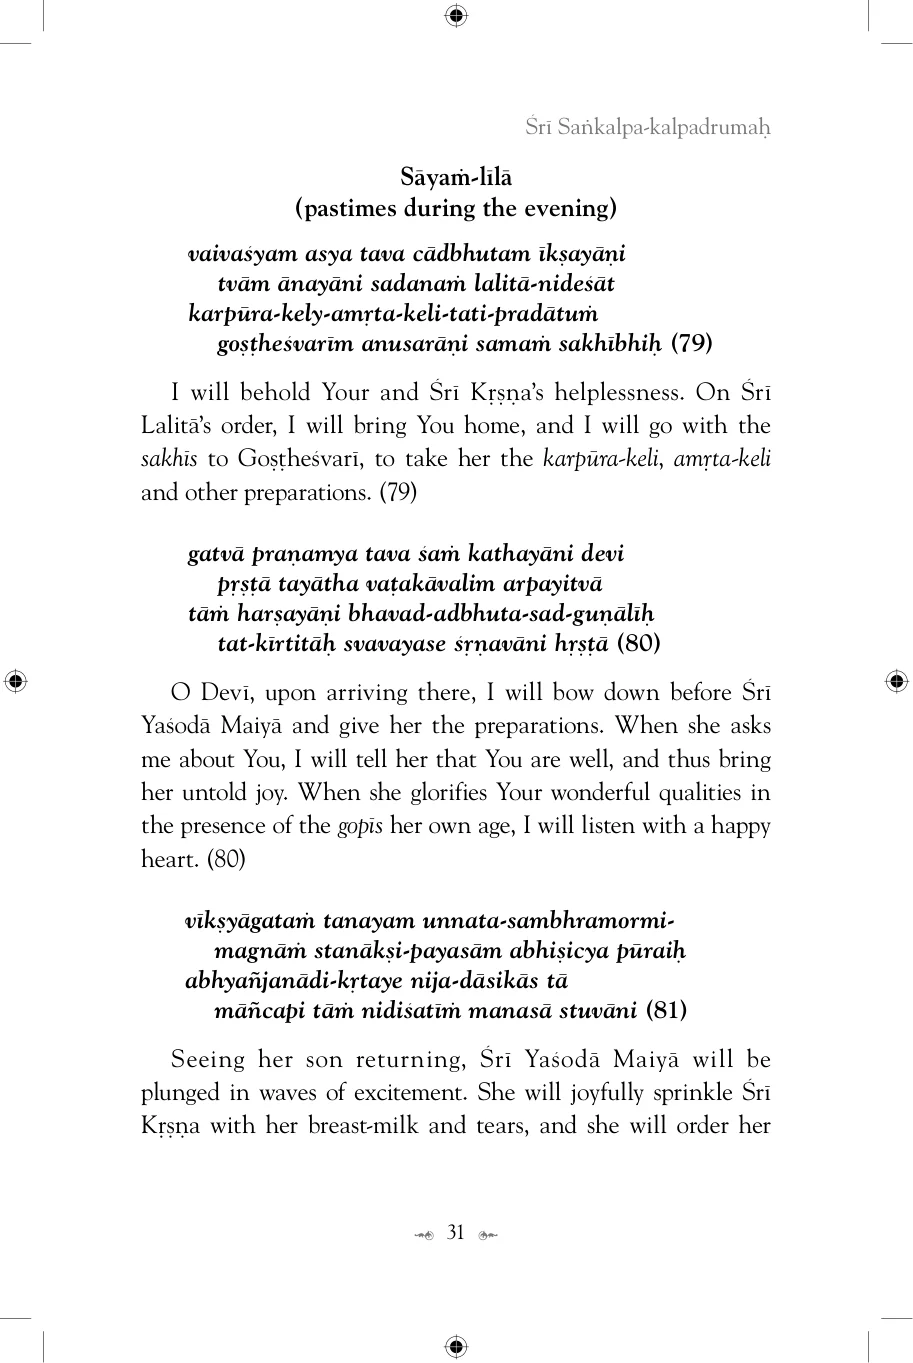 Śrī Saṅkalpa-kalpadrumaḥ
Sāyaṁ-līlā
(pastimes during the evening)
vaivaśyam asya tava cādbhutam īkṣayāṇi
tvām ānayāni sadanaṁ lalitā-nideśāt
karpūra-kely-amṛta-keli-tati-pradātuṁ
goṣṭheśvarīm anusarāṇi samaṁ sakhībhiḥ (79)
I will behold Your and Śrī Kṛṣṇa’s helplessness. On Śrī
Lalitā’s order, I will bring You home, and I will go with the
sakhīs to Goṣṭheśvarī, to take her the karpūra-keli, amṛta-keli
and other preparations. (79)
gatvā praṇamya tava śaṁ kathayāni devi
pṛṣṭā tayātha vaṭakāvalim arpayitvā
tāṁ harṣayāṇi bhavad-adbhuta-sad-guṇālīḥ
tat-kīrtitāḥ svavayase śṛṇavāni hṛṣṭā (80)
O Devī, upon arriving there, I will bow down before Śrī
Yaśodā Maiyā and give her the preparations. When she asks
me about You, I will tell her that You are well, and thus bring
her untold joy. When she glorifies Your wonderful qualities in
the presence of the gopīs her own age, I will listen with a happy
heart. (80)
vīkṣyāgataṁ tanayam unnata-sambhramormi-
magnāṁ stanākṣi-payasām abhiṣicya pūraiḥ
abhyañjanādi-kṛtaye nija-dāsikās tā
māñcapi tāṁ nidiśatīṁ manasā stuvāni (81)
Seeing her son returning, Śrī Yaśodā Maiyā will be
plunged in waves of excitement. She will joyfully sprinkle Śrī
Kṛṣṇa with her breast-milk and tears, and she will order her
31